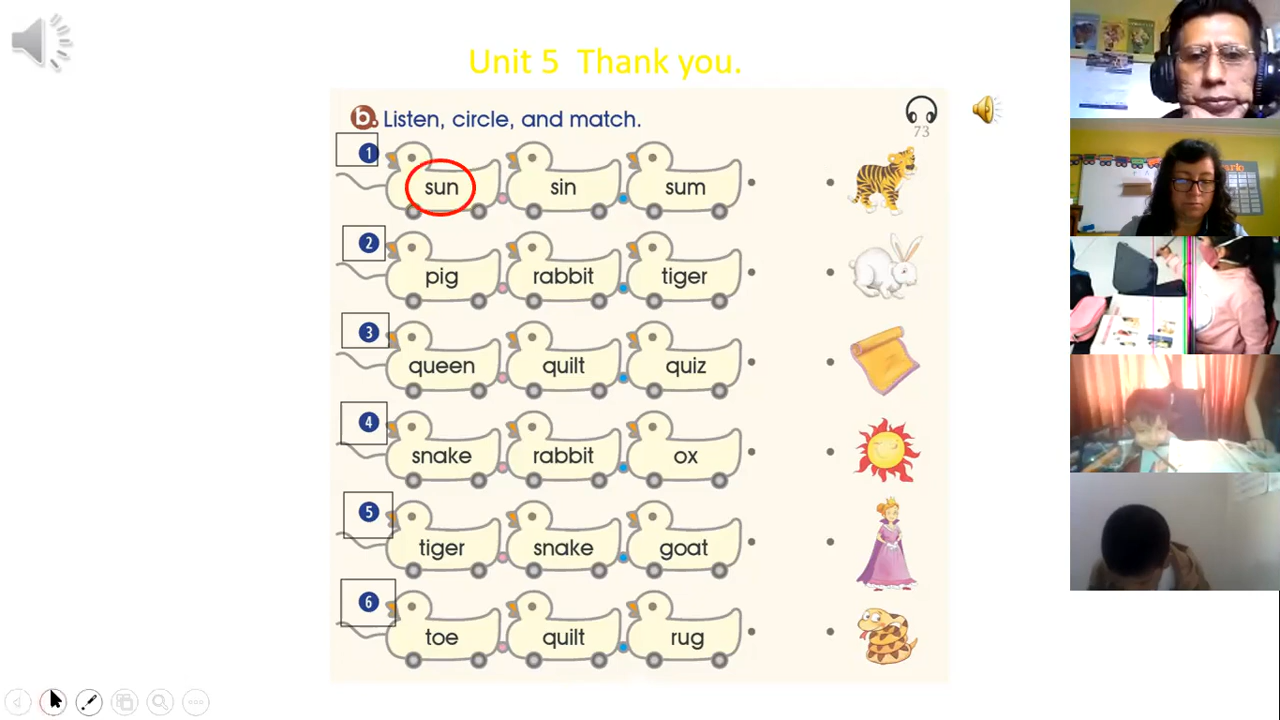 Unit 5 Thank you.
b. Listen, circle, and match.
73
1 sun sin sum
2 pig rabbit tiger
3 queen quilt quiz
4 snake rabbit ox
5 tiger snake goat
6 toe quilt rug